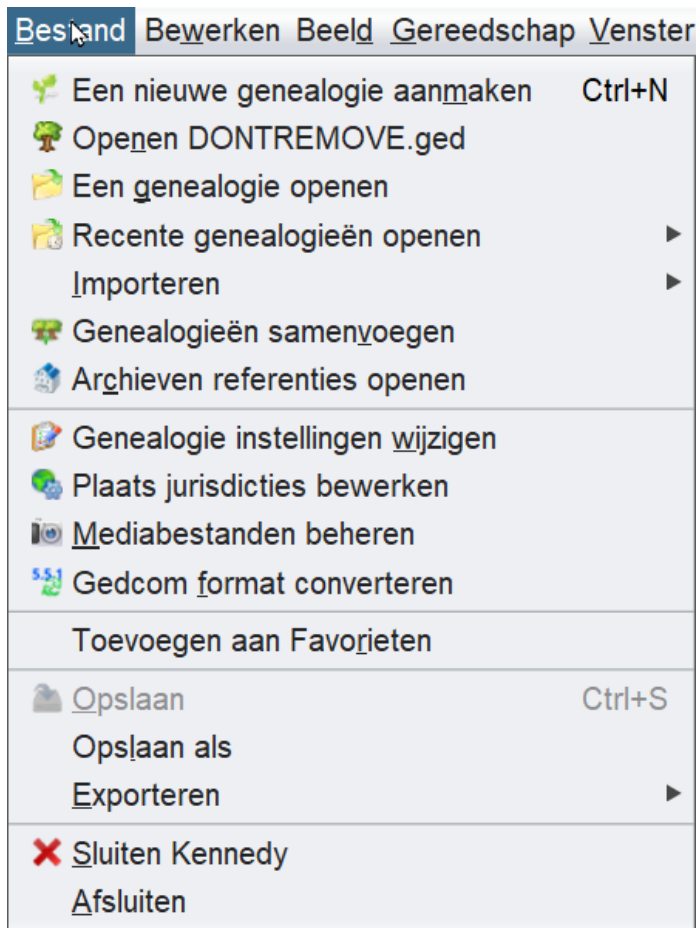 Bestand Bewerken Beeld Gereedschap Venster
Een nieuwe genealogie aanmaken Ctrl+N
Openen DONTREMOVE.ged
Een genealogie openen
Recente genealogieën openen
Importeren
Genealogieën samenvoegen
Archieven referenties openen
Genealogie instellingen wijzigen
Plaats jurisdicties bewerken
Mediabestanden beheren
5.5.1 Gedcom format converteren
Toevoegen aan Favorieten
Opslaan Ctrl+S
Opslaan als
Exporteren
Sluiten Kennedy
Afsluiten